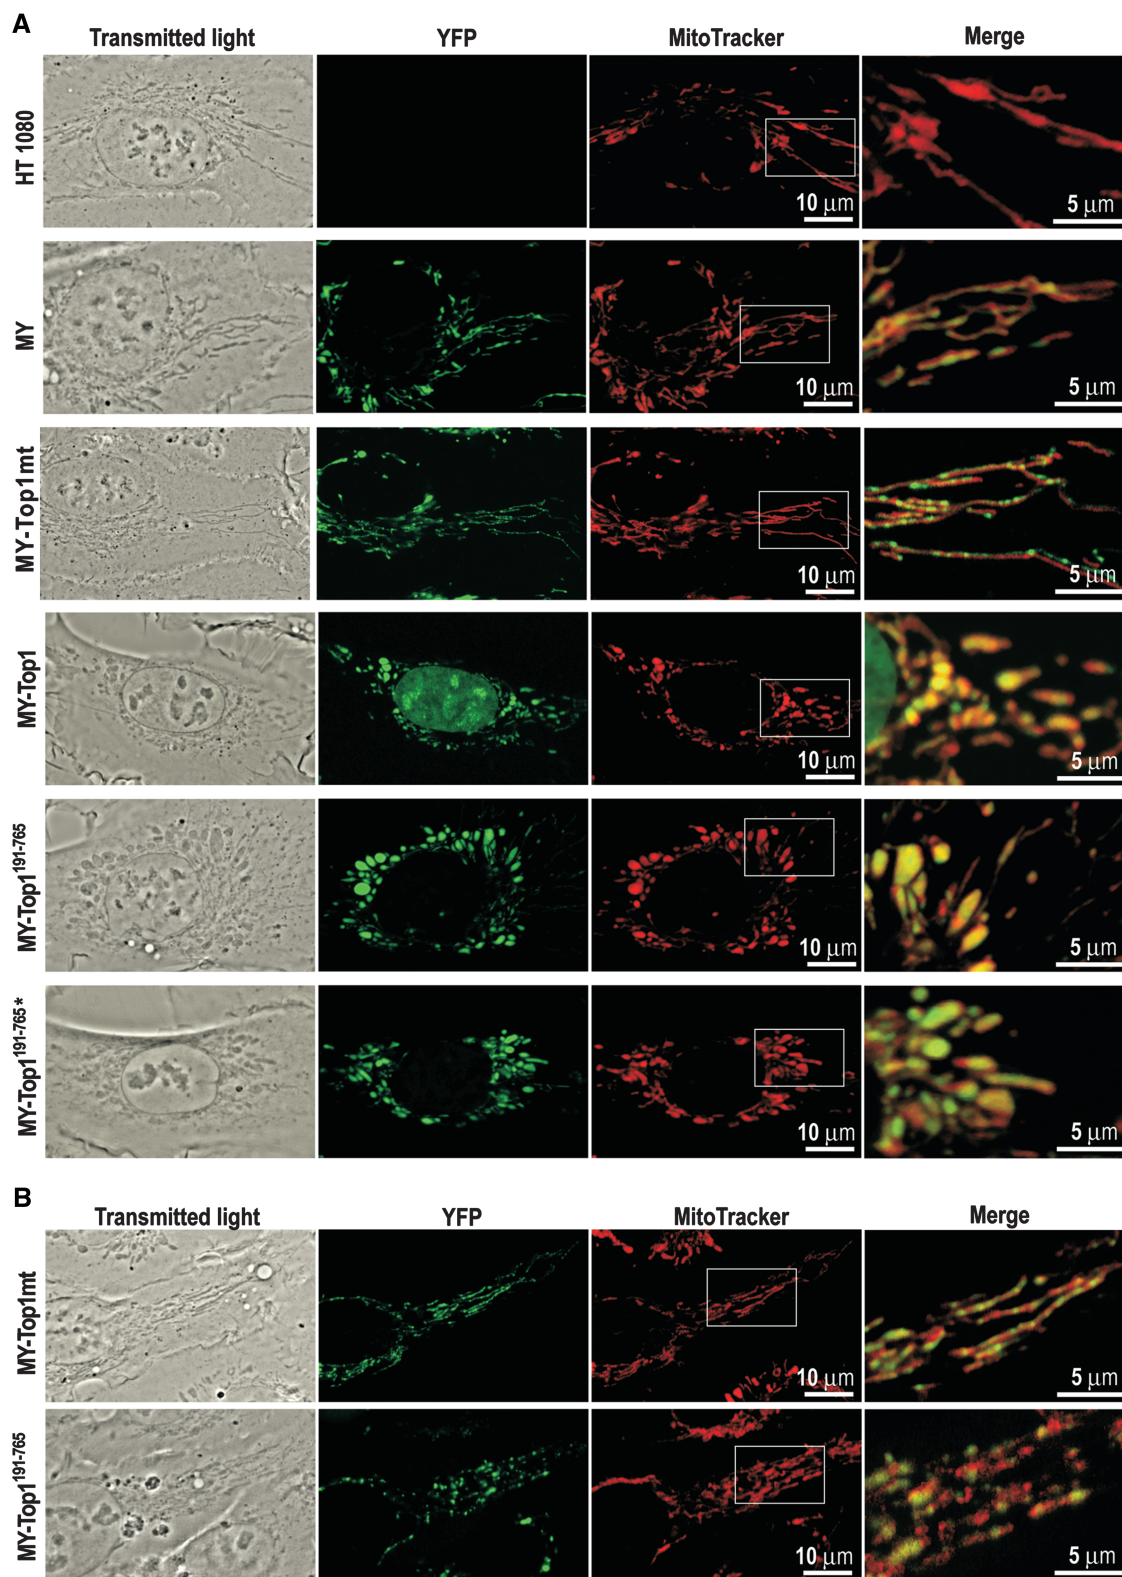 A
Transmitted light YFP MitoTracker Merge
HT 1080
10 µm 5 µm
MY
10 µm 5 µm
MY-Top1mt
10 µm 5 µm
MY-Top1
10 µm 5 µm
MY-Top1191-765
10 µm 5 µm
MY-Top1191-765*
10 µm 5 µm
B
Transmitted light YFP MitoTracker Merge
MY-Top1mt
10 µm 5 µm
MY-Top1191-765
10 µm 5 µm